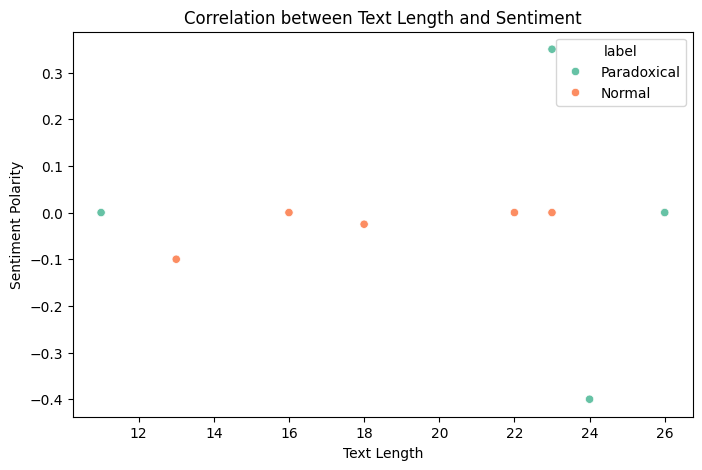 Correlation between Text Length and Sentiment
label
Paradoxical
Normal
0.3
0.2
0.1
0.0
−0.1
−0.2
−0.3
−0.4
Sentiment Polarity
12 14 16 18 20 22 24 26
Text Length